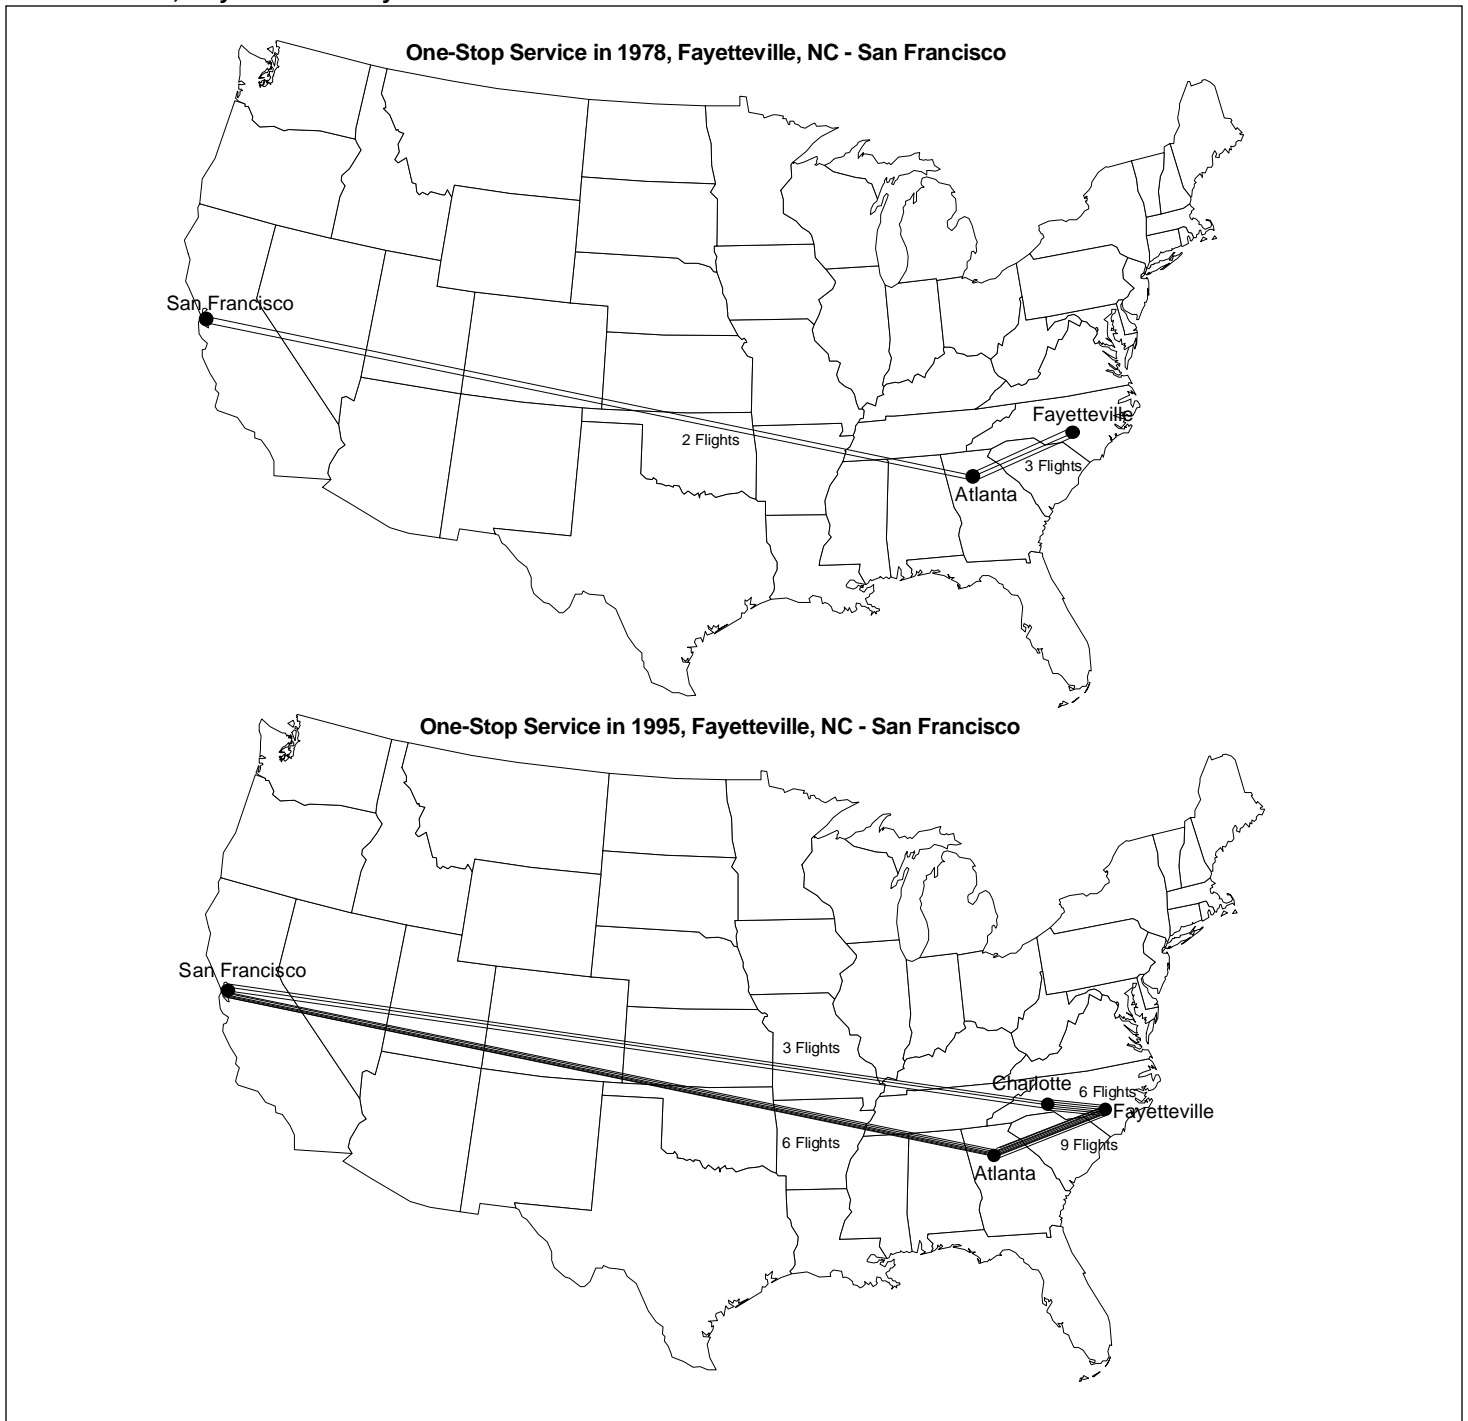 One-Stop Service in 1978, Fayetteville, NC - San Francisco
San Francisco
Fayetteville
2 Flights
3 Flights
Atlanta
One-Stop Service in 1995, Fayetteville, NC - San Francisco
San Francisco
3 Flights
Charlotte
6 Flights
Fayetteville
6 Flights
9 Flights
Atlanta